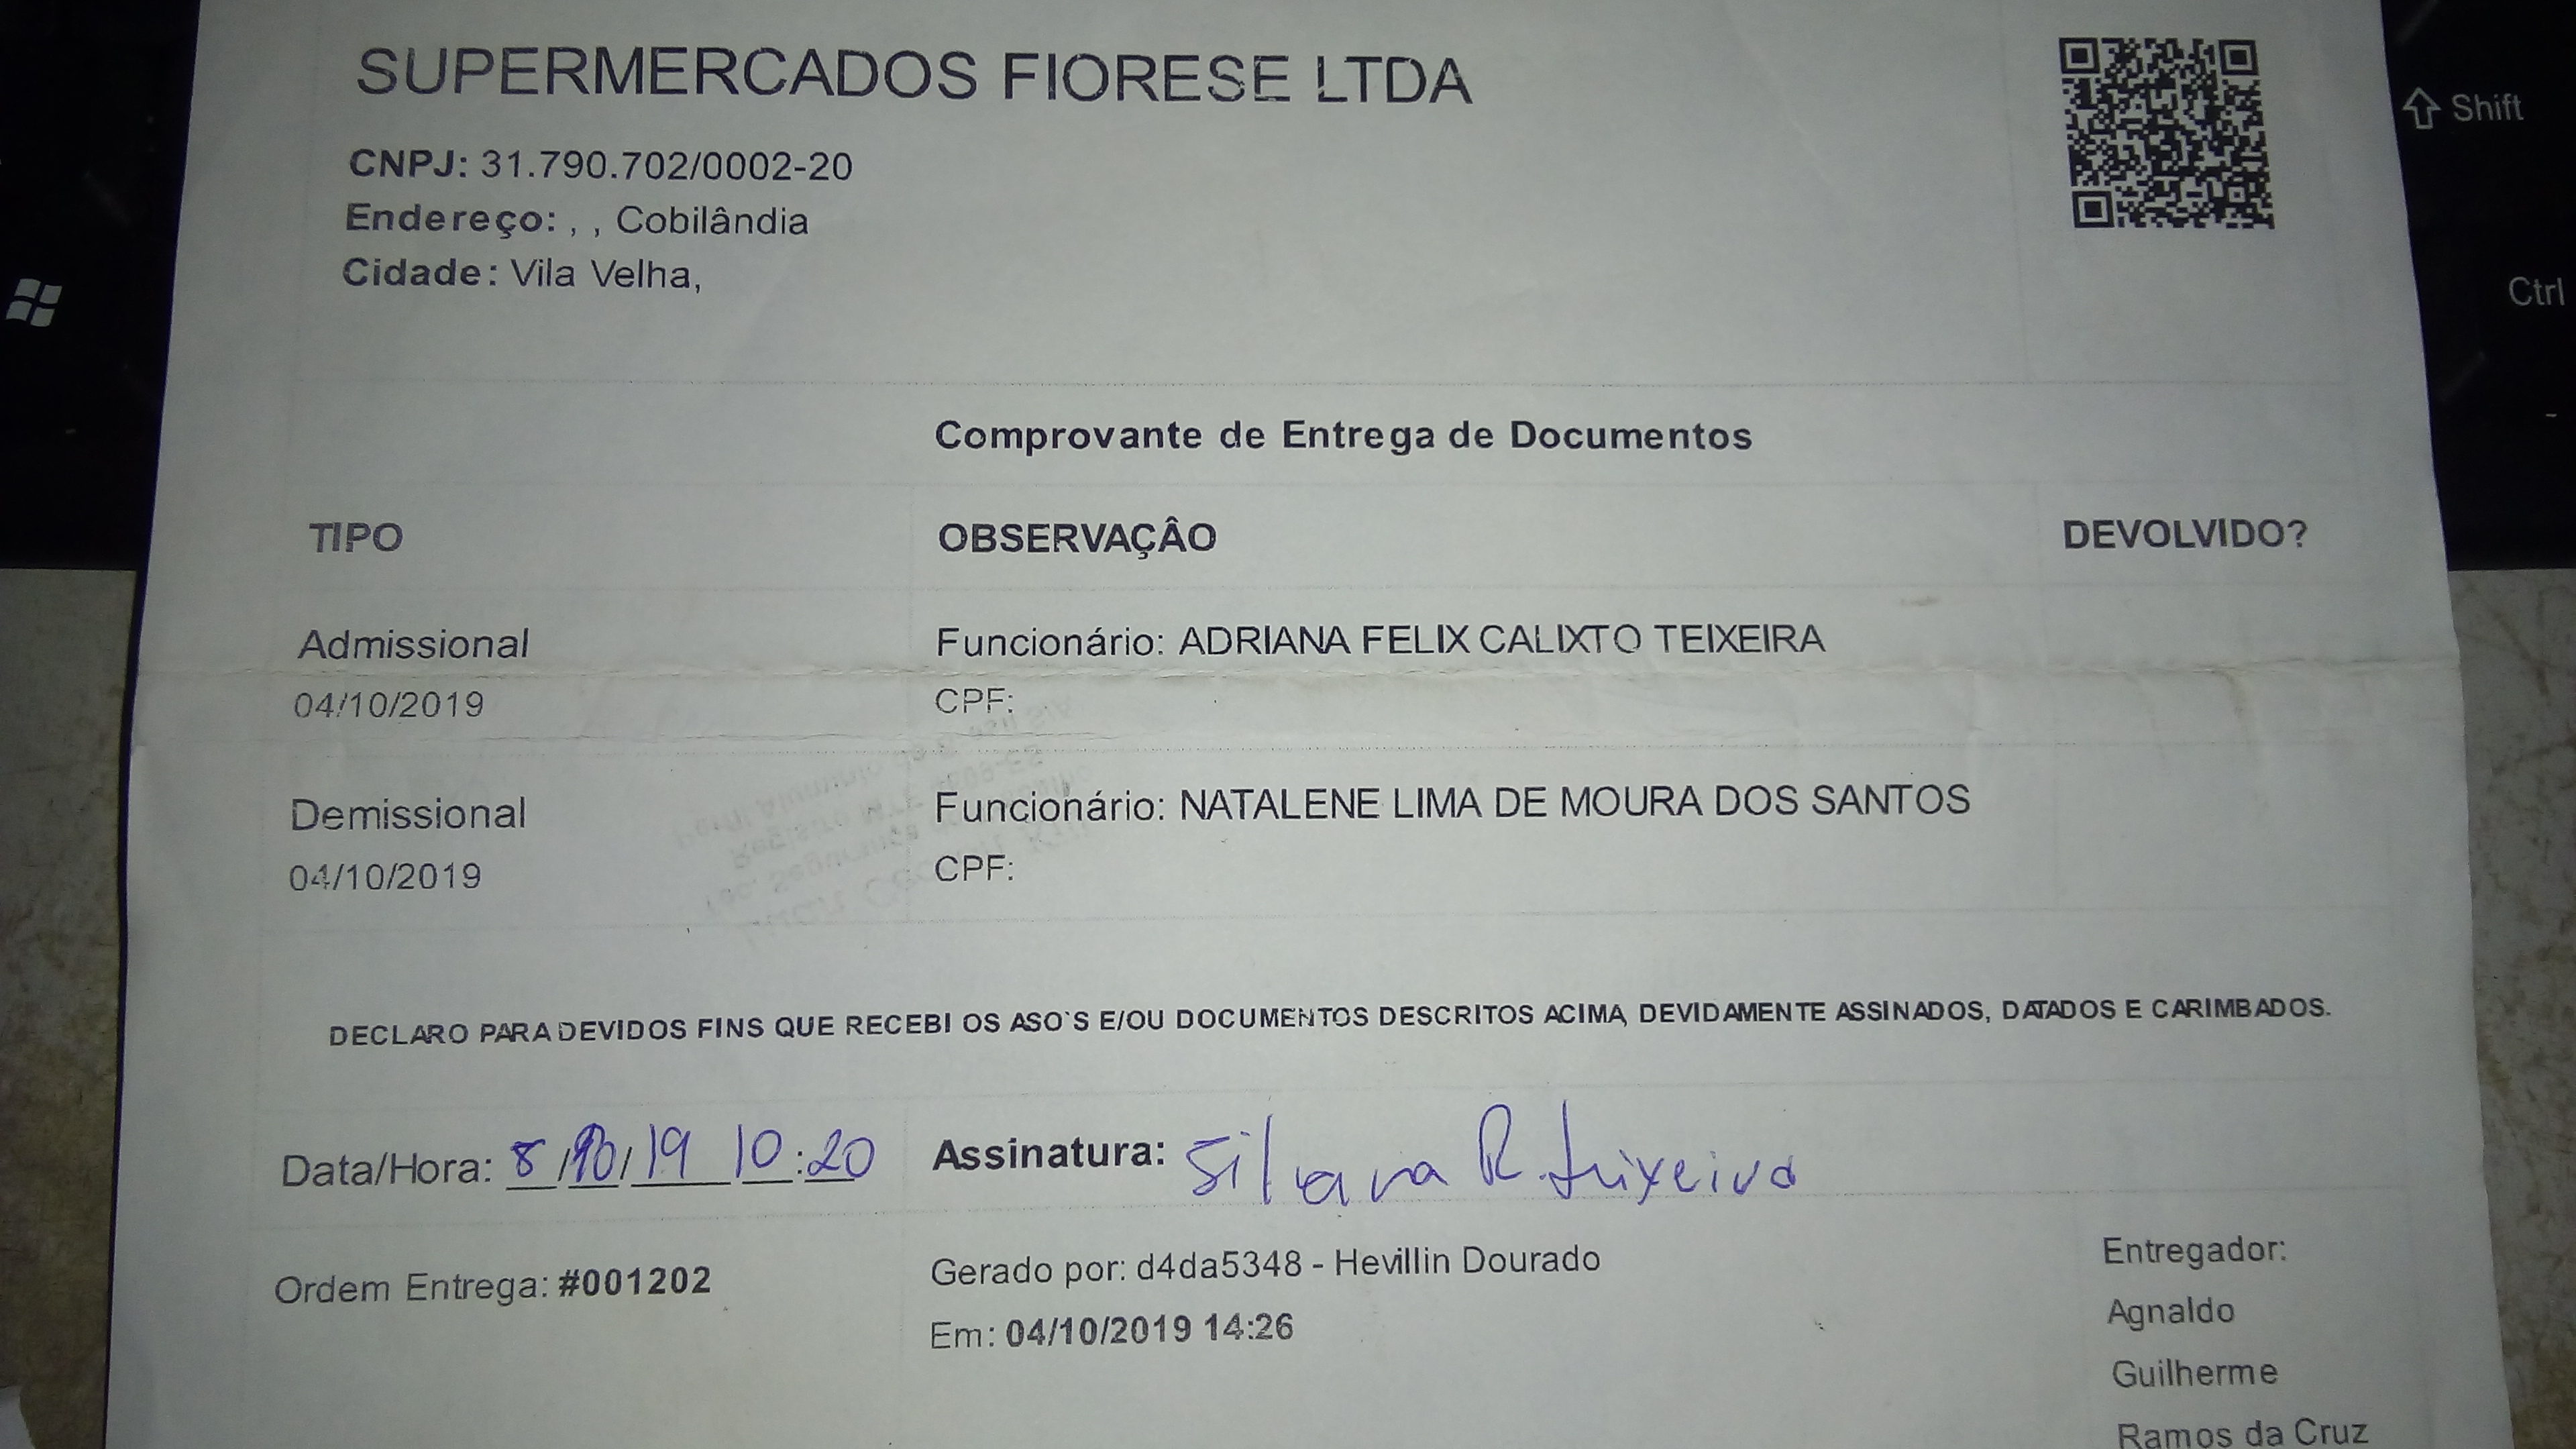 SUPERMERCADOS FIORESE LTDA
CNPJ: 31.790.702/0002-20
Endereço: , , Cobilândia
Cidade: Vila Velha,
Comprovante de Entrega de Documentos
TIPO OBSERVAÇÂO DEVOLVIDO?
Admissional Funcionário: ADRIANA FELIX CALIXTO TEIXEIRA
04/10/2019 CPF:
Demissional Funcionário: NATALENE LIMA DE MOURA DOS SANTOS
04/10/2019 CPF:
DECLARO PARA DEVIDOS FINS QUE RECEBI OS ASO`S E/OU DOCUMENTOS DESCRITOS ACIMA, DEVIDAMENTE ASSINADOS, DATADOS E CARIMBADOS.
Data/Hora: 8/10/19 10:20 Assinatura: Silvana R. teixeira
Ordem Entrega: #001202
Gerado por: d4da5348 - Hevillin Dourado
Em: 04/10/2019 14:26
Entregador:
Agnaldo
Guilherme
Ramos da Cruz
Shift
Ctrl